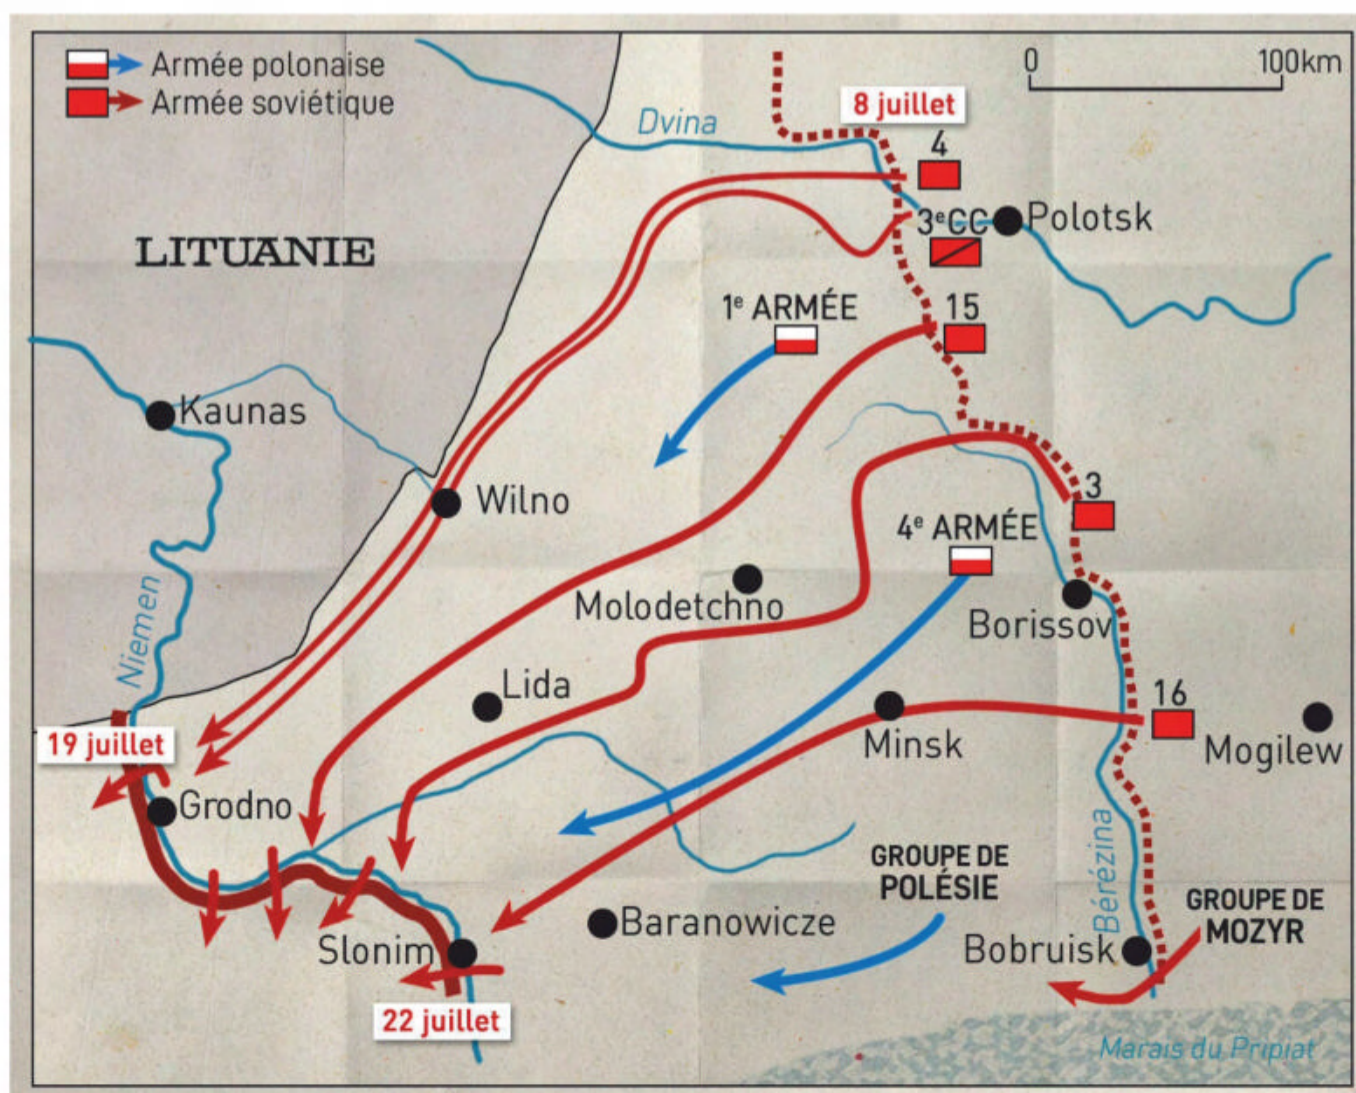 Armée polonaise
Armée soviétique
0 100km
8 juillet
Dvina
4
3eCC
Polotsk
LITUANIE
1e ARMÉE
15
Kaunas
Wilno
3
4e ARMÉE
Molodetchno
Borissov
Niemen
Lida
16
Minsk
Mogilew
19 juillet
Grodno
Bérézina
GROUPE DE
POLÉSIE
GROUPE DE
MOZYR
Baranowicze
Slonim
Bobruisk
22 juillet
Marais du Pripiat